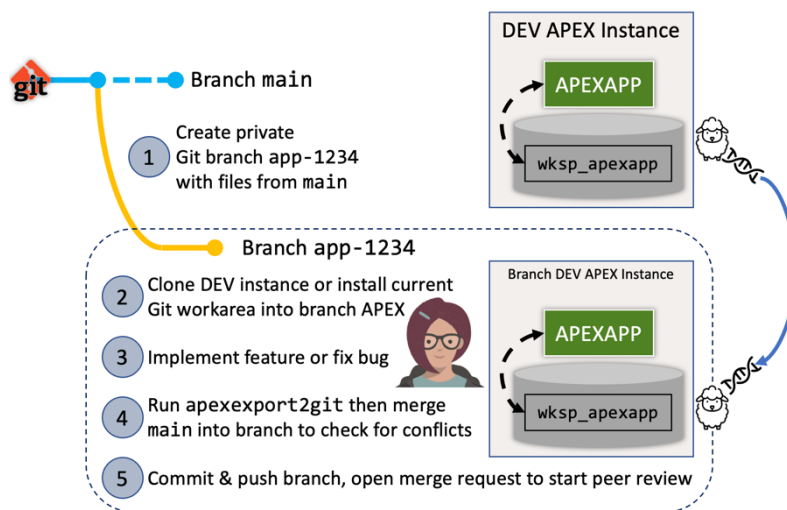 git
Branch main
1
Create private
Git branch app-1234
with files from main
DEV APEX Instance
APEXAPP
wksp_apexapp
Branch app-1234
2
Clone DEV instance or install current
Git workarea into branch APEX
3
Implement feature or fix bug
4
Run apexexport2git then merge
main into branch to check for conflicts
5
Commit & push branch, open merge request to start peer review
Branch DEV APEX Instance
APEXAPP
wksp_apexapp